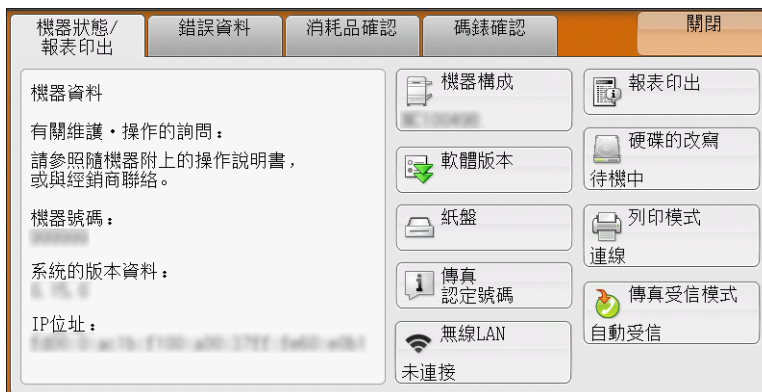 機器狀態/
報表印出
錯誤資料
消耗品確認
碼錶確認
關閉
機器資料
有關維護・操作的詢問：
請參照隨機器附上的操作說明書，
或與經銷商聯絡。
機器號碼：
系統的版本資料：
IP位址：
機器構成
軟體版本
紙盤
傳真
認定號碼
無線LAN
未連接
報表印出
硬碟的改寫
待機中
列印模式
連線
傳真受信模式
自動受信